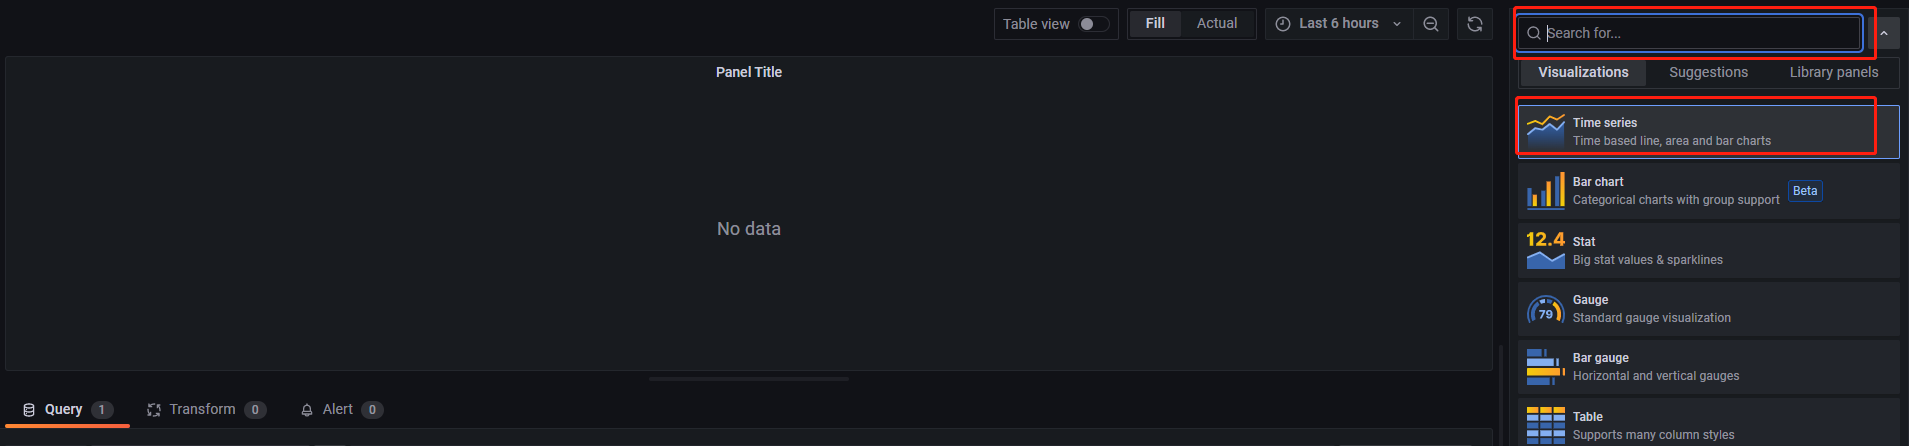 Table view
Fill
Actual
Last 6 hours
Search for...
Visualizations
Suggestions
Library panels
Panel Title
No data
Time series
Time based line, area and bar charts
Bar chart
Categorical charts with group support
Beta
12.4
Stat
Big stat values & sparklines
79
Gauge
Standard gauge visualization
Bar gauge
Horizontal and vertical gauges
Table
Supports many column styles
Query 1
Transform 0
Alert 0